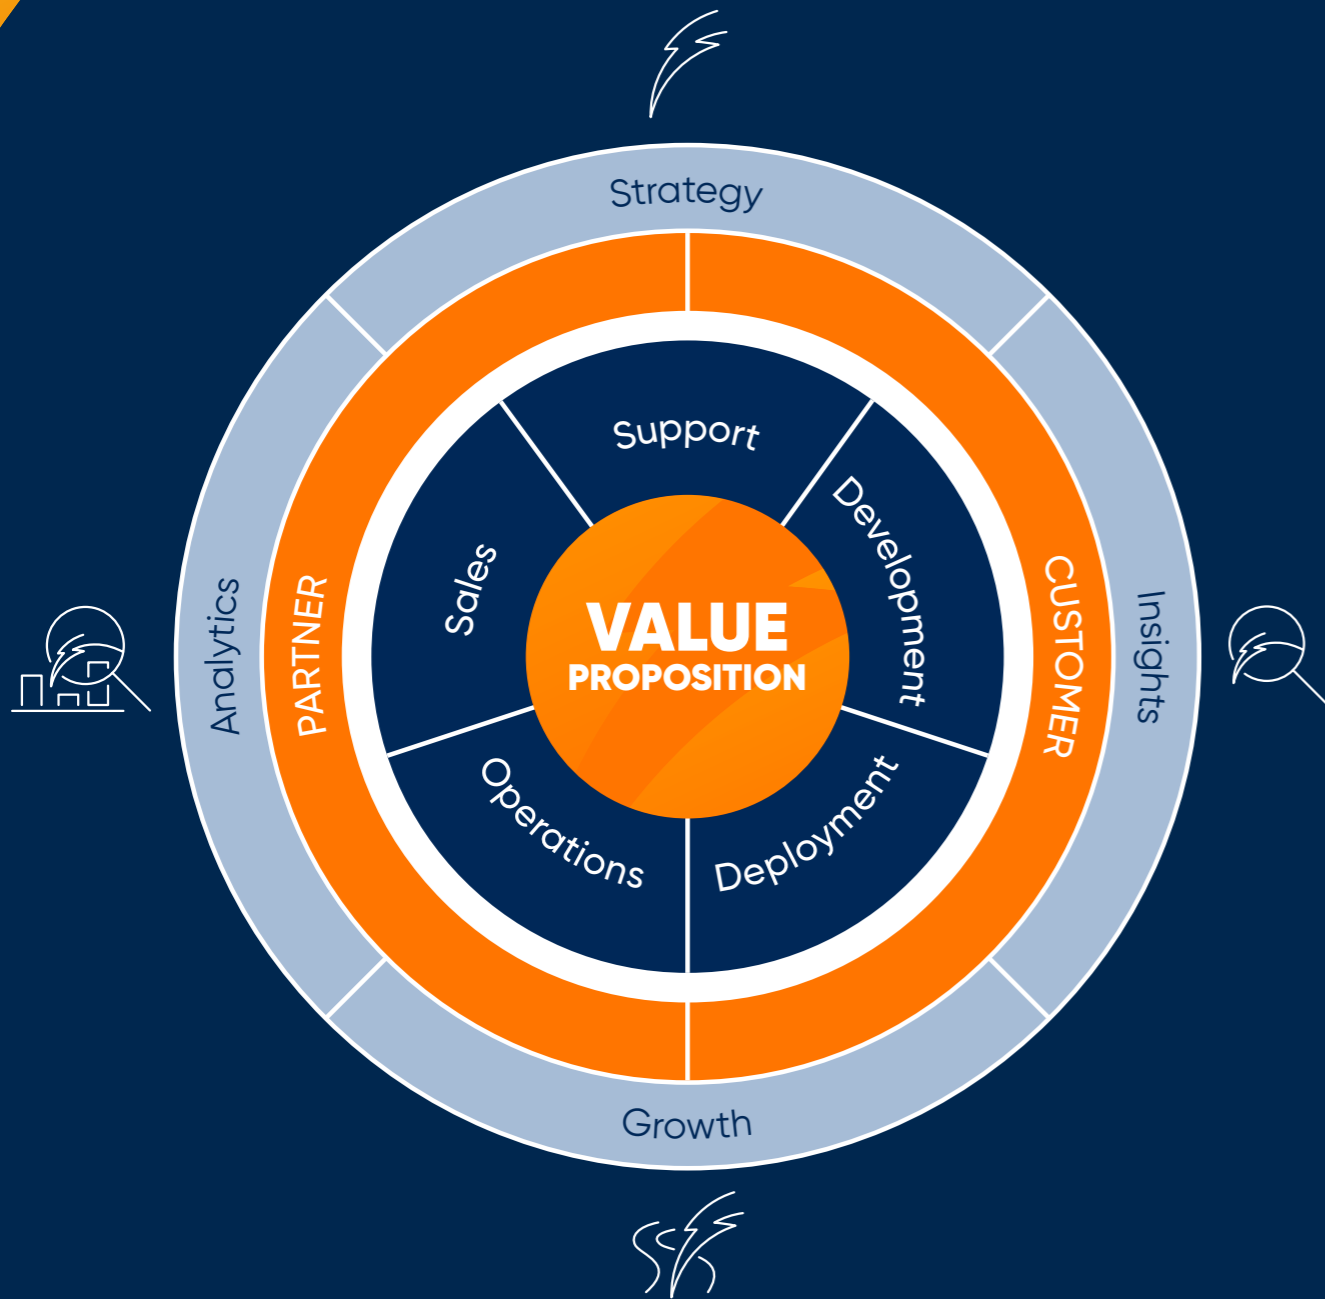 Strategy
Support
Development
Sales
VALUE
PROPOSITION
Analytics
PARTNER
CUSTOMER
Insights
Operations
Deployment
Growth